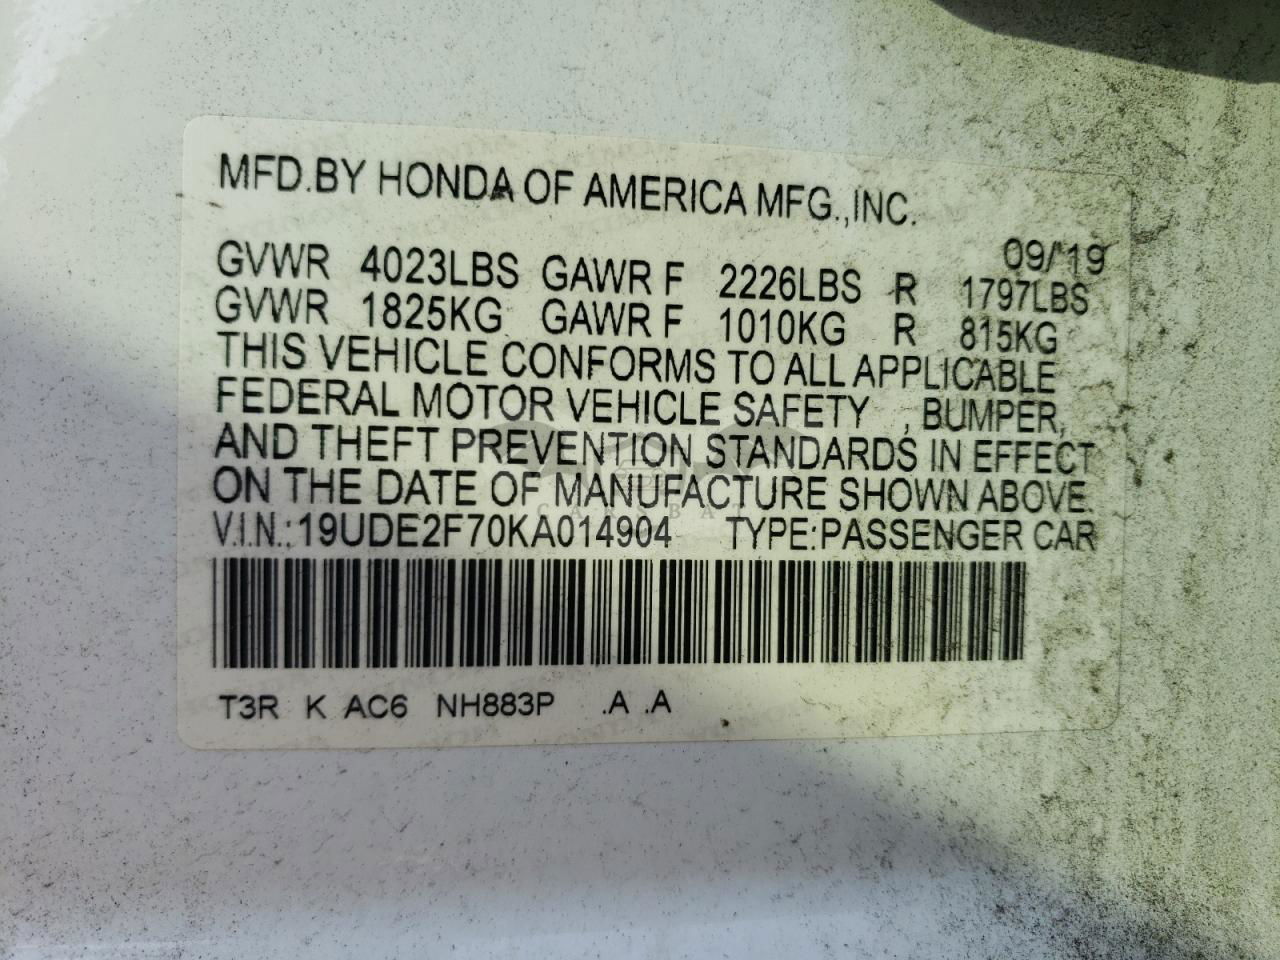 MFD.BY HONDA OF AMERICA MFG.,INC.
09/'19
GVWR 4023LBS GAWR F 2226LBS R 1797LBS
GVWR 1825KG GAWR F 1010KG R 815KG
THIS VEHICLE CONFORMS TO ALL APPLICABLE
FEDERAL MOTOR VEHICLE SAFETY , BUMPER,
AND THEFT PREVENTION STANDARDS IN EFFECT
ON THE DATE OF MANUFACTURE SHOWN ABOVE.
V.I.N.:19UDE2F70KA014904 TYPE:PASSENGER CAR
T3R K AC6 NH883P .A .A